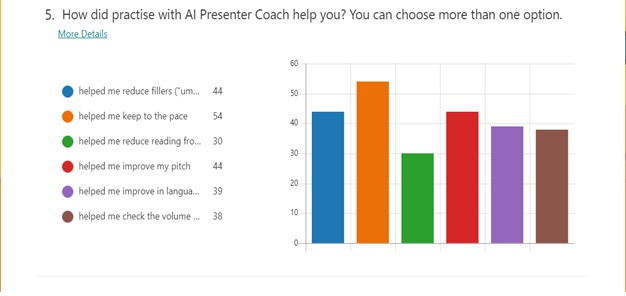 5. How did practise with AI Presenter Coach help you? You can choose more than one option.
More Details
helped me reduce fillers ("um... 44
helped me keep to the pace 54
helped me reduce reading fro... 30
helped me improve my pitch 44
helped me improve in langua... 39
helped me check the volume ... 38
60
50
40
30
20
10
0